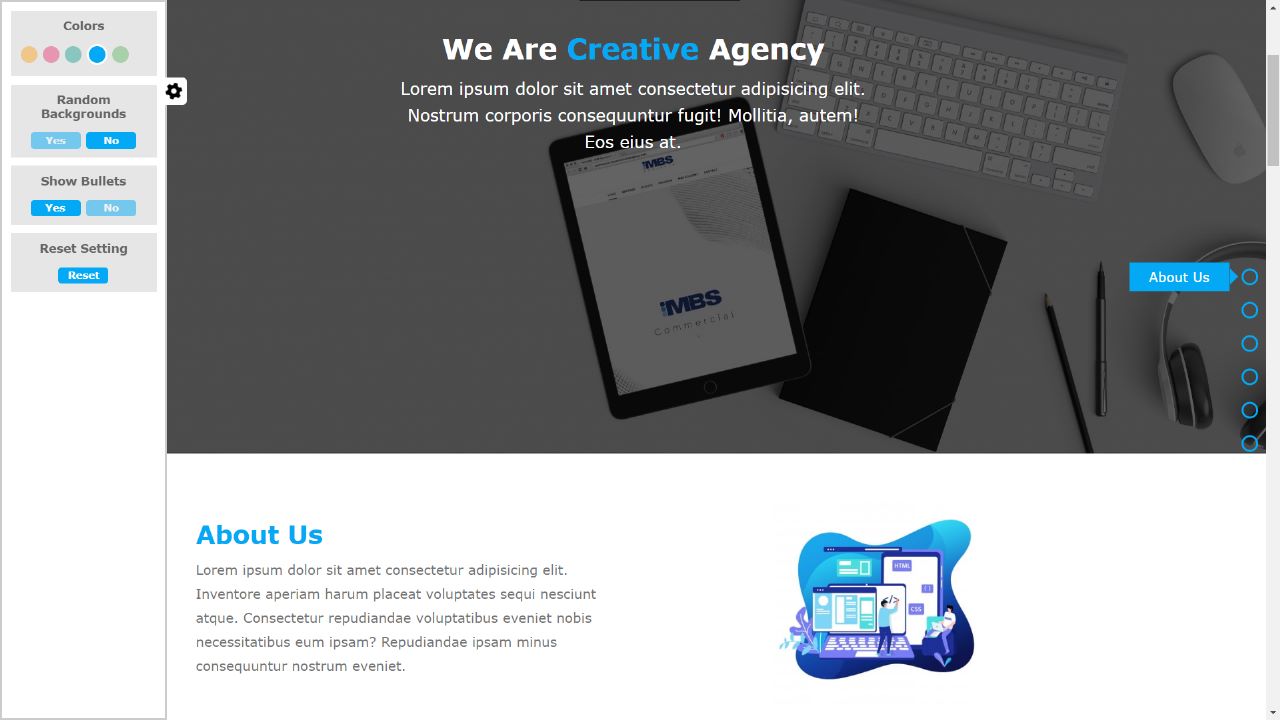 Colors
Random
Backgrounds
Yes No
Show Bullets
Yes No
Reset Setting
Reset
We Are Creative Agency
Lorem ipsum dolor sit amet consectetur adipisicing elit.
Nostrum corporis consequuntur fugit! Mollitia, autem!
Eos eius at.
MBS
MBS
Commercial
About Us
About Us
Lorem ipsum dolor sit amet consectetur adipisicing elit.
Inventore aperiam harum placeat voluptates sequi nesciunt
atque. Consectetur repudiandae voluptatibus eveniet nobis
necessitatibus eum ipsam? Repudiandae ipsam minus
consequuntur nostrum eveniet.
HTML
{ }
CSS